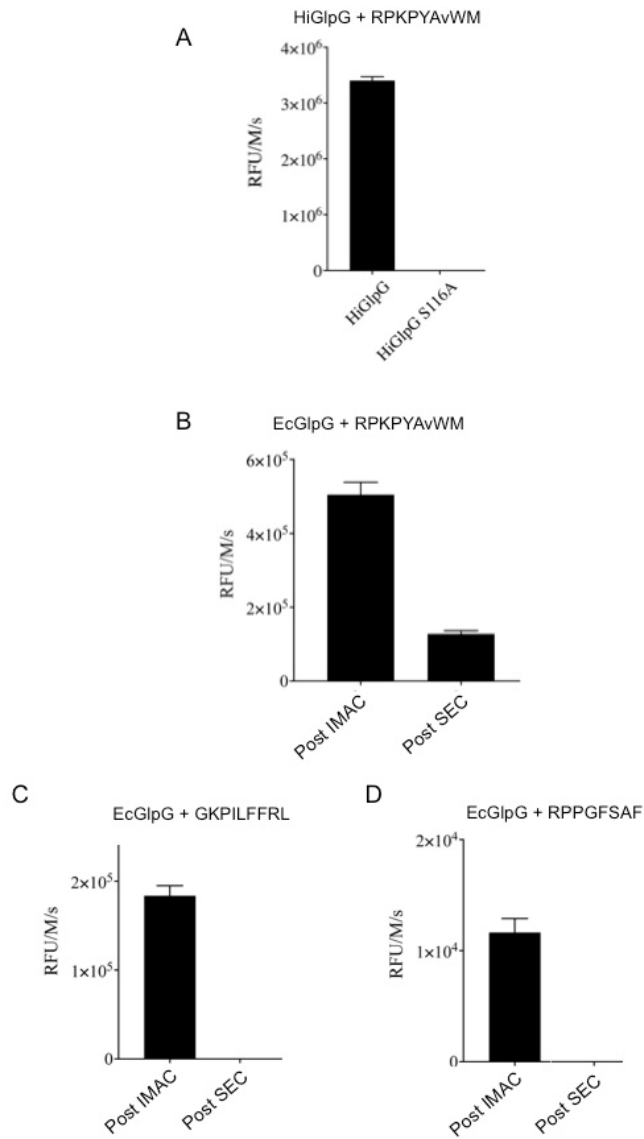 HiGlpG + RPKPYAvWM
A
4×10⁶
3×10⁶
2×10⁶
1×10⁶
0
RFU/M/s
HiGlpG
HiGlpG S116A
B
EcGlpG + RPKPYAvWM
6×10⁵
4×10⁵
2×10⁵
0
RFU/M/s
Post IMAC
Post SEC
C
EcGlpG + GKPILFFRL
2×10⁵
1×10⁵
0
RFU/M/s
Post IMAC
Post SEC
D
EcGlpG + RPPGFSAF
2×10⁴
1×10⁴
0
RFU/M/s
Post IMAC
Post SEC